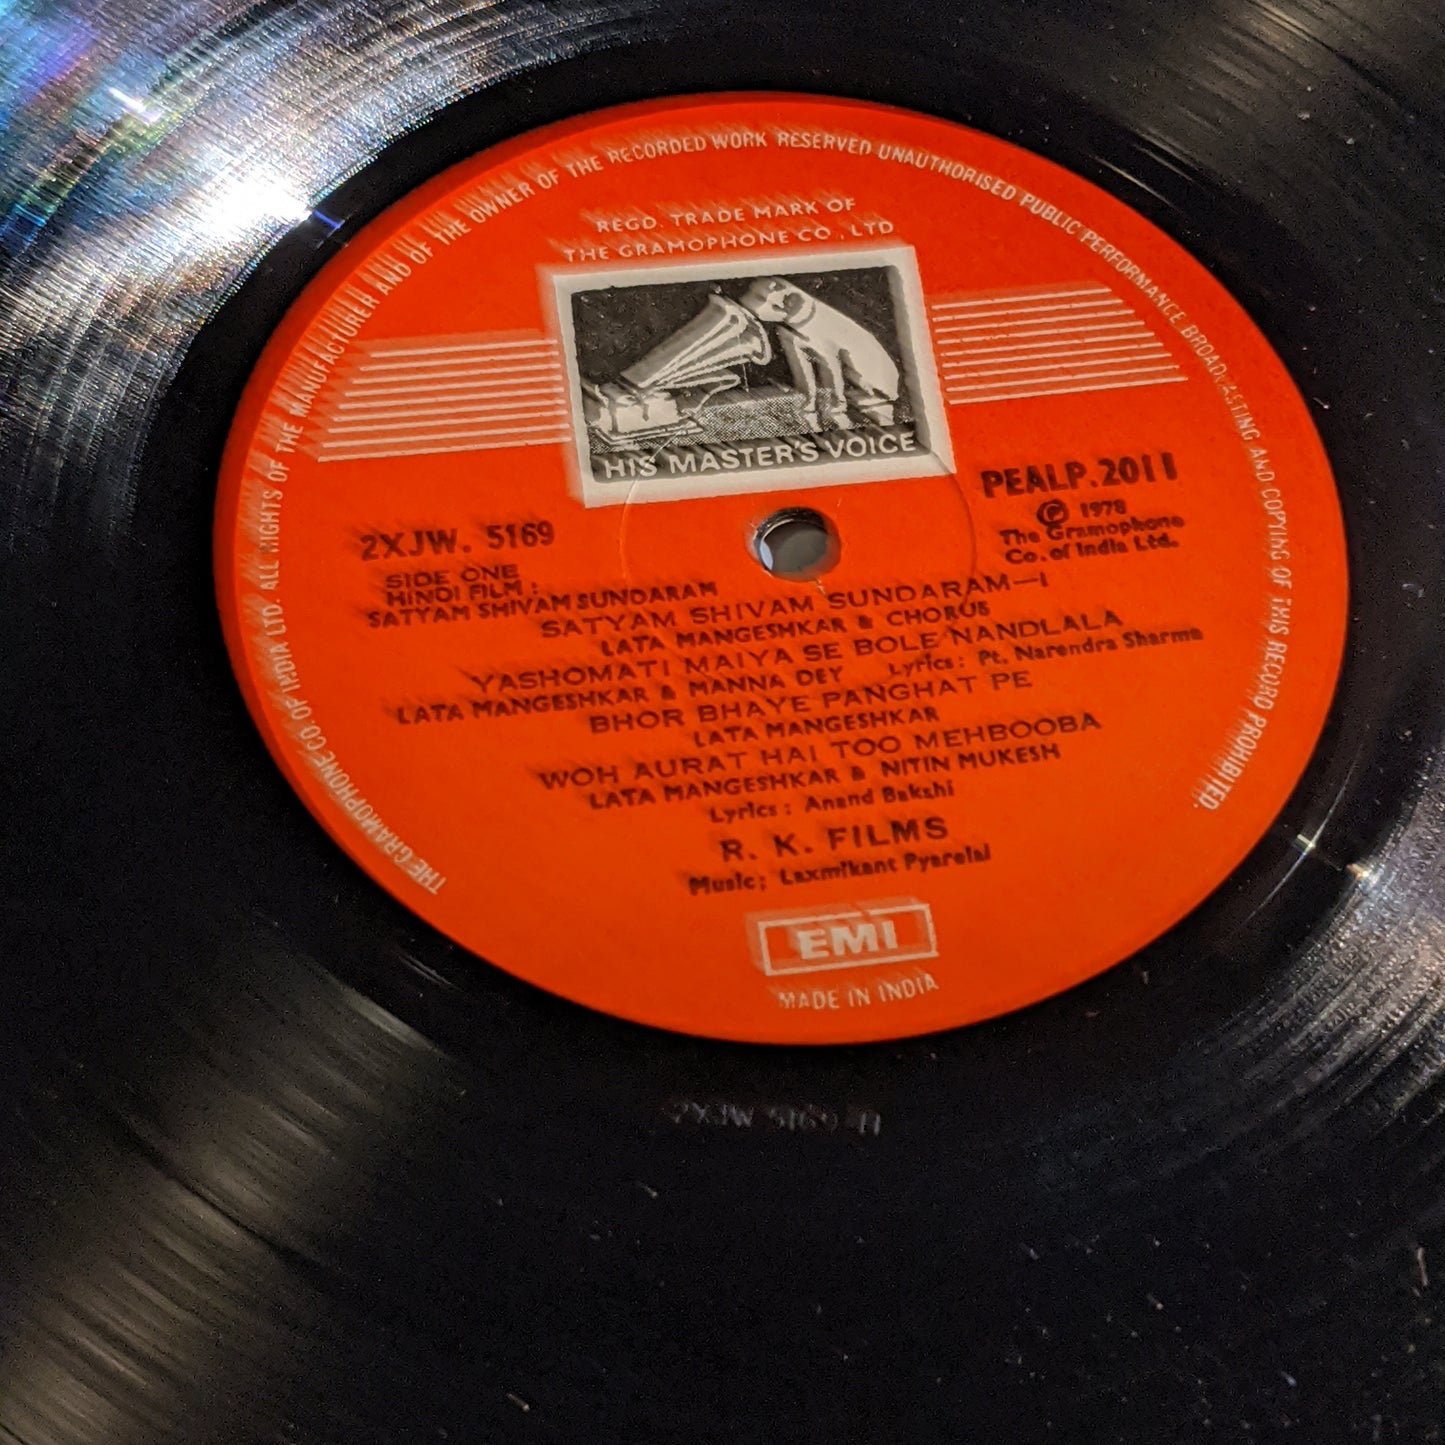 THE GRAMOPHONE CO. OF INDIA LTD. ALL RIGHTS OF THE MANUFACTURER AND OF THE OWNER OF THE RECORDED WORK RESERVED UNAUTHORISED PUBLIC PERFORMANCE BROADCASTING AND COPYING OF THIS RECORD PROHIBITED.
REGD. TRADE MARK OF
THE GRAMOPHONE CO., LTD
HIS MASTER'S VOICE
PEALP.2011
℗ 1978
The Gramophone
Co. of India Ltd.
2XJW. 5169
SIDE ONE
HINDI FILM :
SATYAM SHIVAM SUNDARAM
SATYAM SHIVAM SUNDARAM—I
LATA MANGESHKAR & CHORUS
YASHOMATI MAIYA SE BOLE NANDLALA
LATA MANGESHKAR & MANNA DEY Lyrics: Pt. Narendra Sharma
BHOR BHAYE PANGHAT PE
LATA MANGESHKAR
WOH AURAT HAI TOO MEHBOOBA
LATA MANGESHKAR & NITIN MUKESH
Lyrics: Anand Bakshi
R. K. FILMS
Music: Laxmikant Pyarelal
EMI
MADE IN INDIA
2XJW 5169